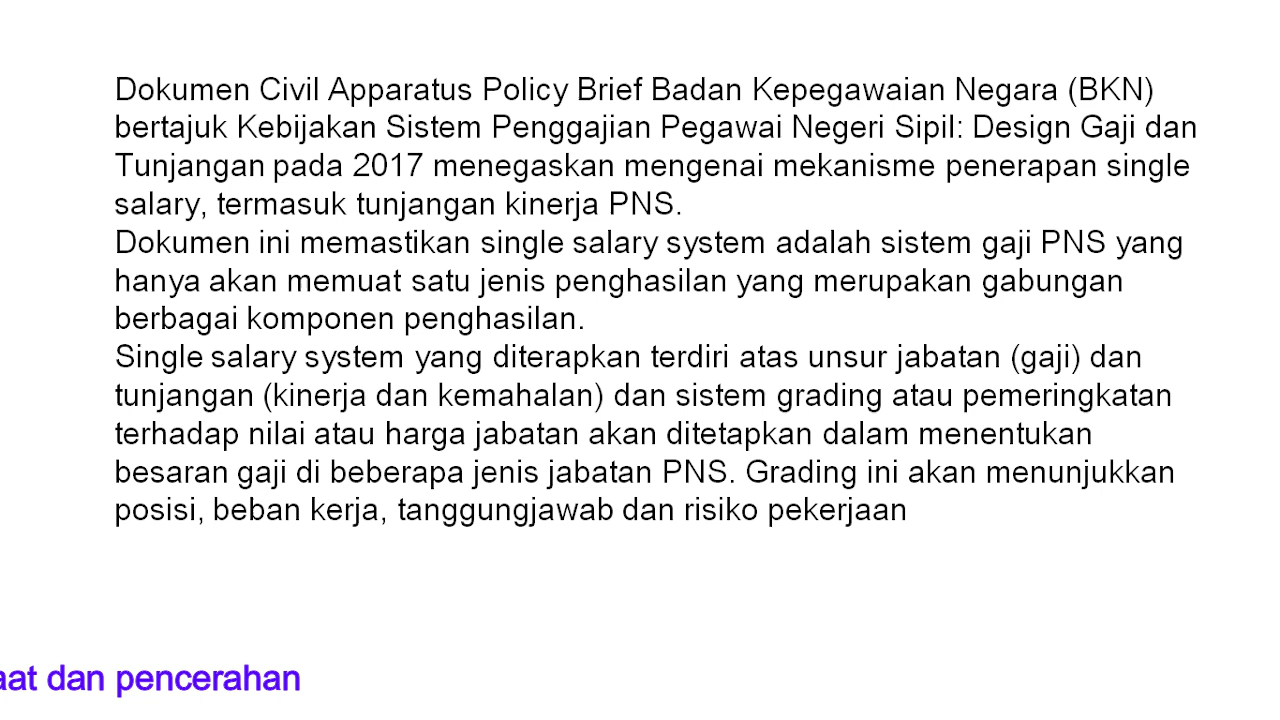 Dokumen Civil Apparatus Policy Brief Badan Kepegawaian Negara (BKN)
bertajuk Kebijakan Sistem Penggajian Pegawai Negeri Sipil: Design Gaji dan
Tunjangan pada 2017 menegaskan mengenai mekanisme penerapan single
salary, termasuk tunjangan kinerja PNS.
Dokumen ini memastikan single salary system adalah sistem gaji PNS yang
hanya akan memuat satu jenis penghasilan yang merupakan gabungan
berbagai komponen penghasilan.
Single salary system yang diterapkan terdiri atas unsur jabatan (gaji) dan
tunjangan (kinerja dan kemahalan) dan sistem grading atau pemeringkatan
terhadap nilai atau harga jabatan akan ditetapkan dalam menentukan
besaran gaji di beberapa jenis jabatan PNS. Grading ini akan menunjukkan
posisi, beban kerja, tanggungjawab dan risiko pekerjaan
dan pencerahan